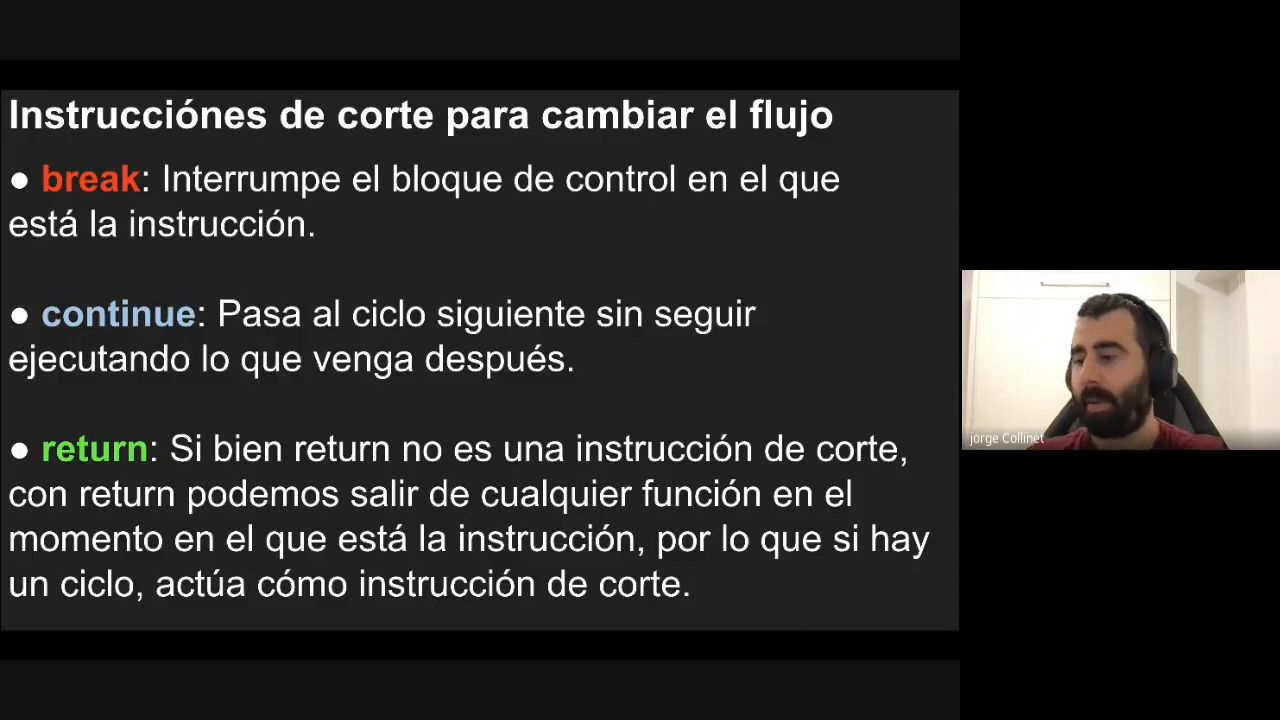 Instrucciónes de corte para cambiar el flujo
● break: Interrumpe el bloque de control en el que
está la instrucción.
● continue: Pasa al ciclo siguiente sin seguir
ejecutando lo que venga después.
● return: Si bien return no es una instrucción de corte,
con return podemos salir de cualquier función en el
momento en el que está la instrucción, por lo que si hay
un ciclo, actúa cómo instrucción de corte.
jorge Collinet